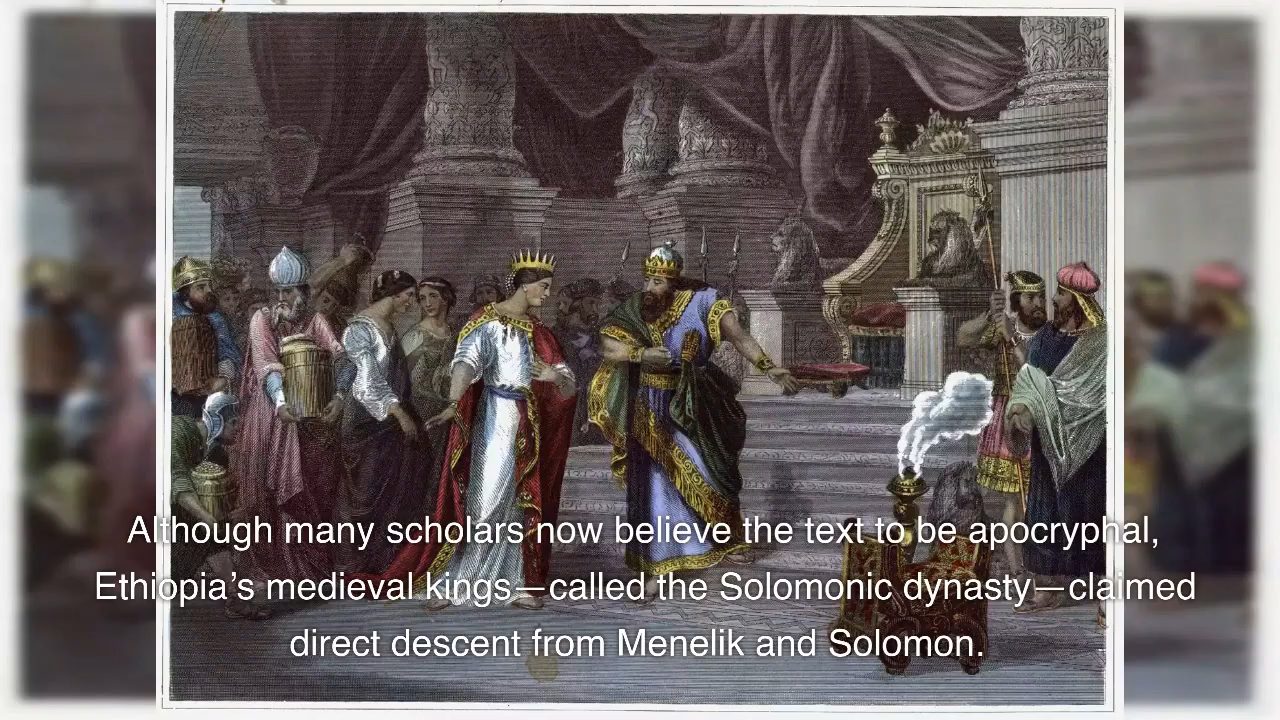 Although many scholars now believe the text to be apocryphal,
Ethiopia’s medieval kings—called the Solomonic dynasty—claimed
direct descent from Menelik and Solomon.